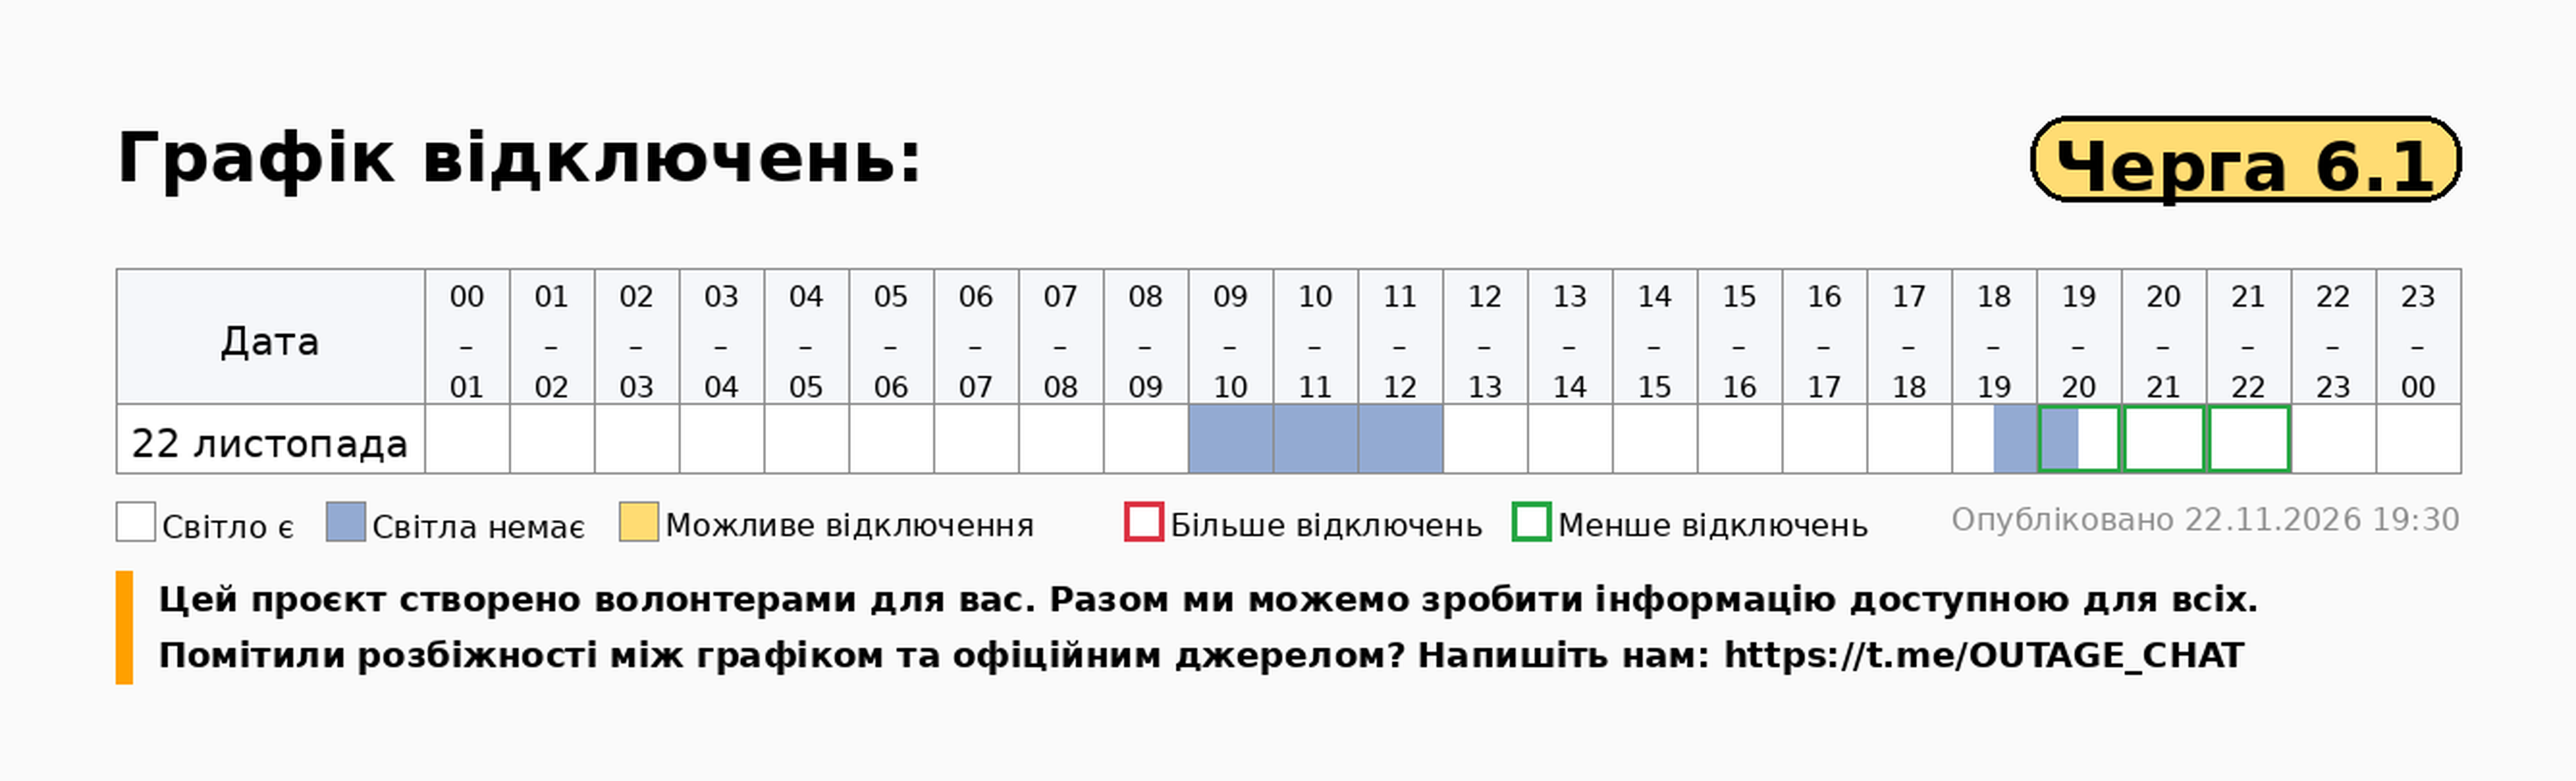 Графік відключень:
Черга 6.1
Дата 00 – 01 01 – 02 02 – 03 03 – 04 04 – 05 05 – 06 06 – 07 07 – 08 08 – 09 09 – 10 10 – 11 11 – 12 12 – 13 13 – 14 14 – 15 15 – 16 16 – 17 17 – 18 18 – 19 19 – 20 20 – 21 21 – 22 22 – 23 23 – 00
22 листопада
Світло є Світла немає Можливе відключення Більше відключень Менше відключень Опубліковано 22.11.2026 19:30
Цей проєкт створено волонтерами для вас. Разом ми можемо зробити інформацію доступною для всіх.
Помітили розбіжності між графіком та офіційним джерелом? Напишіть нам: https://t.me/OUTAGE_CHAT